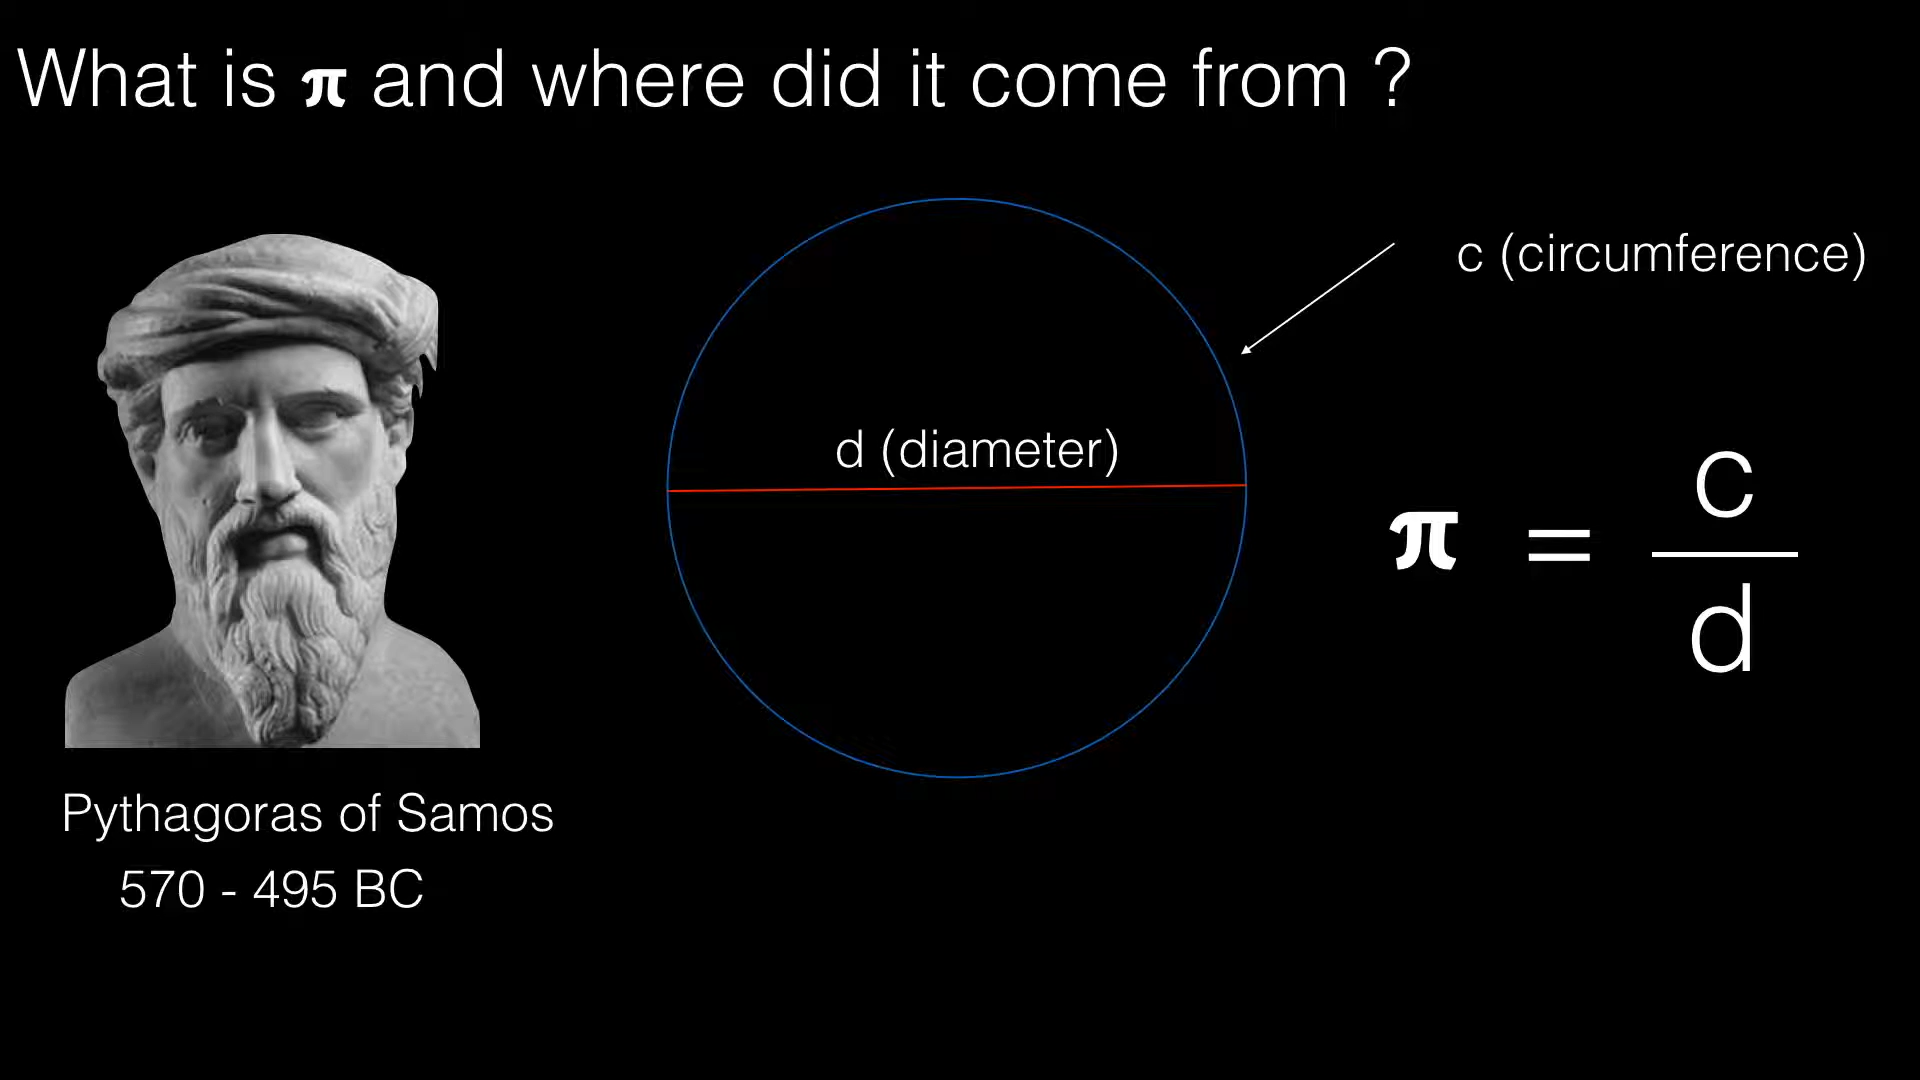 What is π and where did it come from ?
c (circumference)
d (diameter)
π = c
d
Pythagoras of Samos
570 - 495 BC